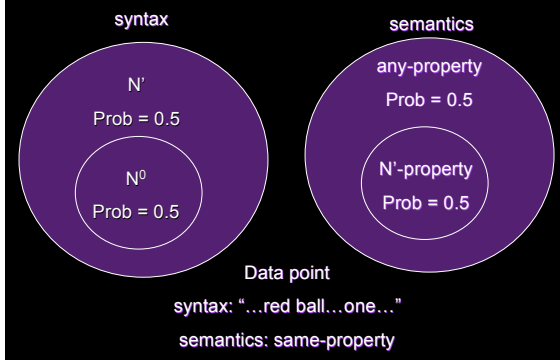 syntax
semantics
N'
Prob = 0.5
N⁰
Prob = 0.5
any-property
Prob = 0.5
N'-property
Prob = 0.5
Data point
syntax: “…red ball…one…”
semantics: same-property